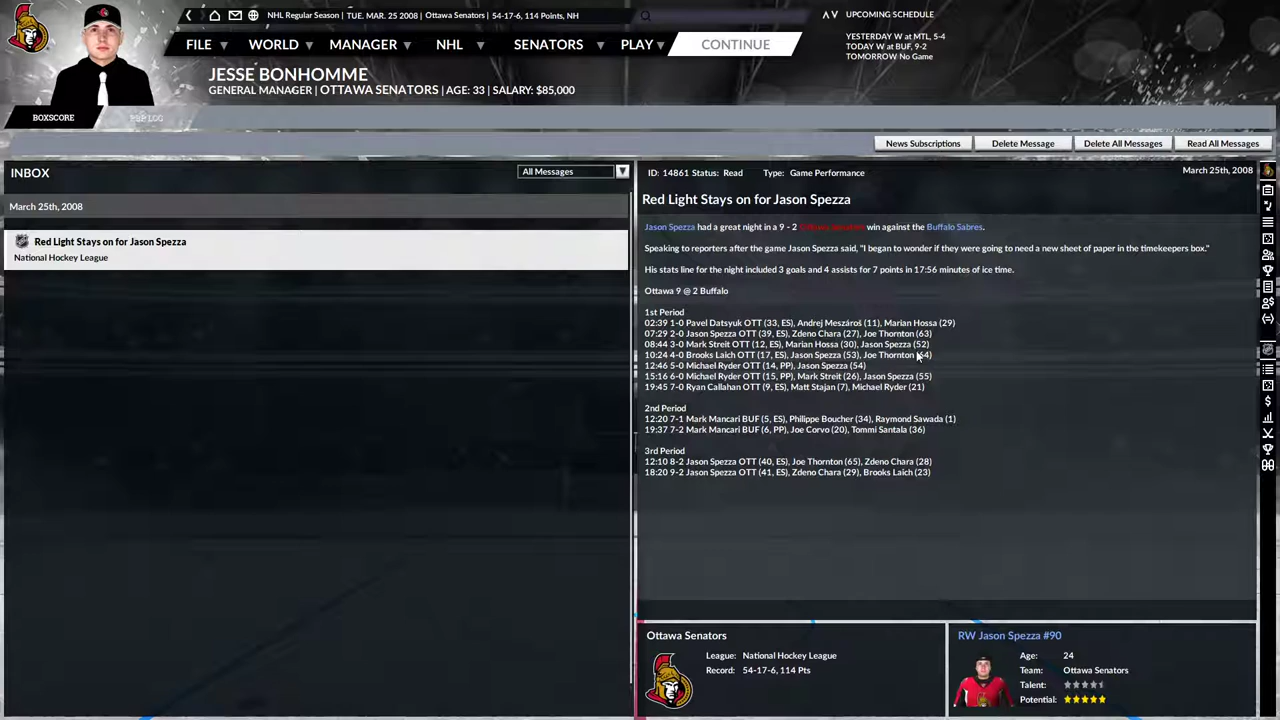 NHL Regular Season | TUE. MAR. 25 2008 | Ottawa Senators | 54-17-6, 114 Points, NH
UPCOMING SCHEDULE
YESTERDAY W at MTL, 5-4
TODAY W at BUF, 9-2
TOMORROW No Game
FILE WORLD MANAGER NHL SENATORS PLAY CONTINUE
JESSE BONHOMME
GENERAL MANAGER | OTTAWA SENATORS | AGE: 33 | SALARY: $85,000
BOXSCORE
News Subscriptions Delete Message Delete All Messages Read All Messages
INBOX
All Messages
March 25th, 2008
Red Light Stays on for Jason Spezza
National Hockey League
ID: 14861 Status: Read Type: Game Performance
March 25th, 2008
Red Light Stays on for Jason Spezza
Jason Spezza had a great night in a 9 - 2 Ottawa Senators win against the Buffalo Sabres.
Speaking to reporters after the game Jason Spezza said, "I began to wonder if they were going to need a new sheet of paper in the timekeepers box."
His stats line for the night included 3 goals and 4 assists for 7 points in 17:56 minutes of ice time.
Ottawa 9 @ 2 Buffalo
1st Period
02:39 1-0 Pavel Datsyuk OTT (33, ES), Andrej Meszároš (11), Marian Hossa (29)
07:29 2-0 Jason Spezza OTT (39, ES), Zdeno Chara (27), Joe Thornton (63)
08:44 3-0 Mark Streit OTT (12, ES), Marian Hossa (30), Jason Spezza (52)
10:24 4-0 Brooks Laich OTT (17, ES), Jason Spezza (53), Joe Thornton (64)
12:46 5-0 Michael Ryder OTT (14, PP), Jason Spezza (54)
15:16 6-0 Michael Ryder OTT (15, PP), Mark Streit (26), Jason Spezza (55)
19:45 7-0 Ryan Callahan OTT (9, ES), Matt Stajan (7), Michael Ryder (21)
2nd Period
12:20 7-1 Mark Mancari BUF (5, ES), Philippe Boucher (34), Raymond Sawada (1)
19:37 7-2 Mark Mancari BUF (6, PP), Joe Corvo (20), Tommi Santala (36)
3rd Period
12:10 8-2 Jason Spezza OTT (40, ES), Joe Thornton (65), Zdeno Chara (28)
18:20 9-2 Jason Spezza OTT (41, ES), Zdeno Chara (29), Brooks Laich (23)
Ottawa Senators
League: National Hockey League
Record: 54-17-6, 114 Pts
RW Jason Spezza #90
Age: 24
Team: Ottawa Senators
Talent:
Potential: